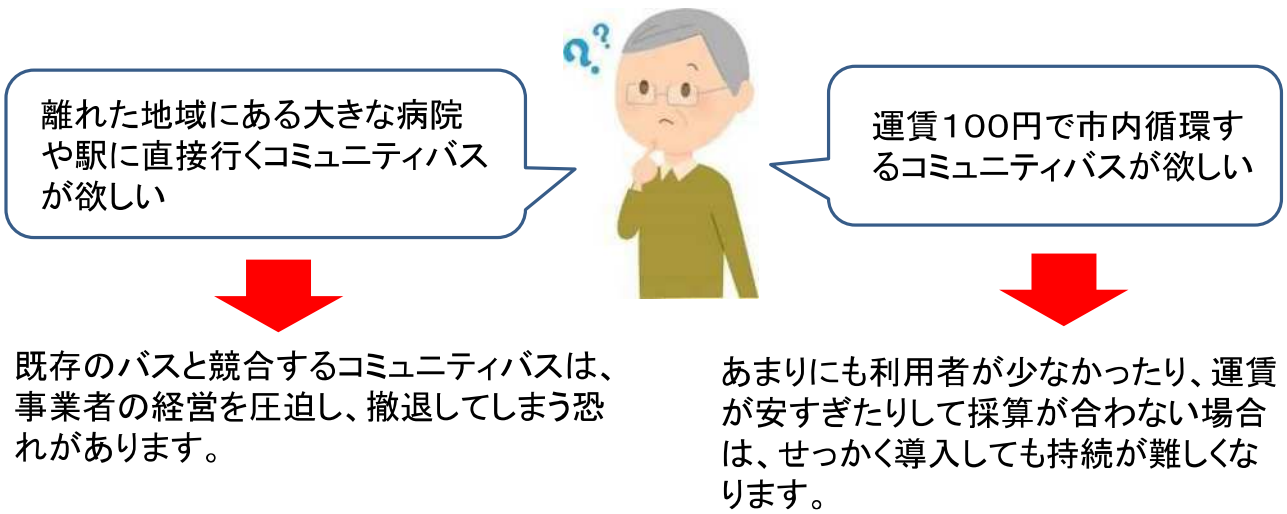 ??
離れた地域にある大きな病院
や駅に直接行くコミュニティバス
が欲しい
運賃100円で市内循環す
るコミュニティバスが欲しい
既存のバスと競合するコミュニティバスは、
事業者の経営を圧迫し、撤退してしまう恐
れがあります。
あまりにも利用者が少なかったり、運賃
が安すぎたりして採算が合わない場合
は、せっかく導入しても持続が難しくな
ります。